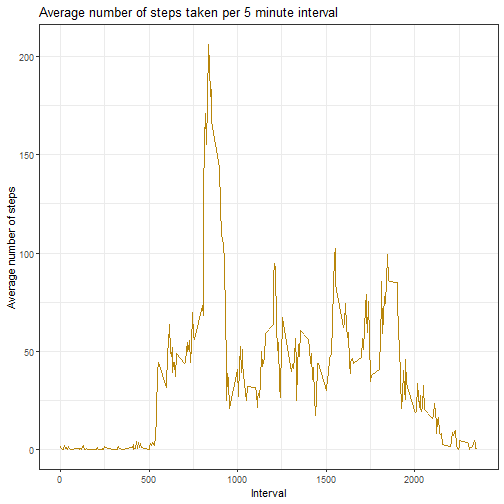 Average number of steps taken per 5 minute interval
Average number of steps
200
150
100
50
0
0 500 1000 1500 2000
Interval